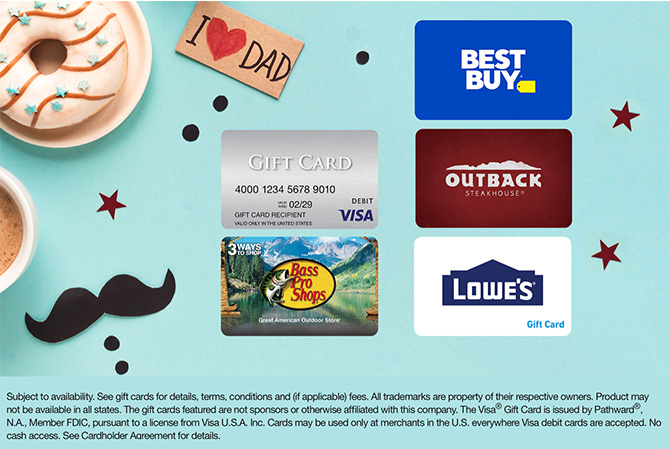 I ♥ DAD
BEST
BUY
GIFT CARD
4000 1234 5678 9010
VALID
THRU 02/29
DEBIT
GIFT CARD RECIPIENT
VALID ONLY IN THE UNITED STATES
VISA
OUTBACK
STEAKHOUSE®
3 WAYS
TO SHOP
Bass
Pro
Shops
Great American Outdoor Store
LOWE'S
Gift Card
Subject to availability. See gift cards for details, terms, conditions and (if applicable) fees. All trademarks are property of their respective owners. Product may
not be available in all states. The gift cards featured are not sponsors or otherwise affiliated with this company. The Visa® Gift Card is issued by Pathward®,
N.A., Member FDIC, pursuant to a license from Visa U.S.A. Inc. Cards may be used only at merchants in the U.S. everywhere Visa debit cards are accepted. No
cash access. See Cardholder Agreement for details.